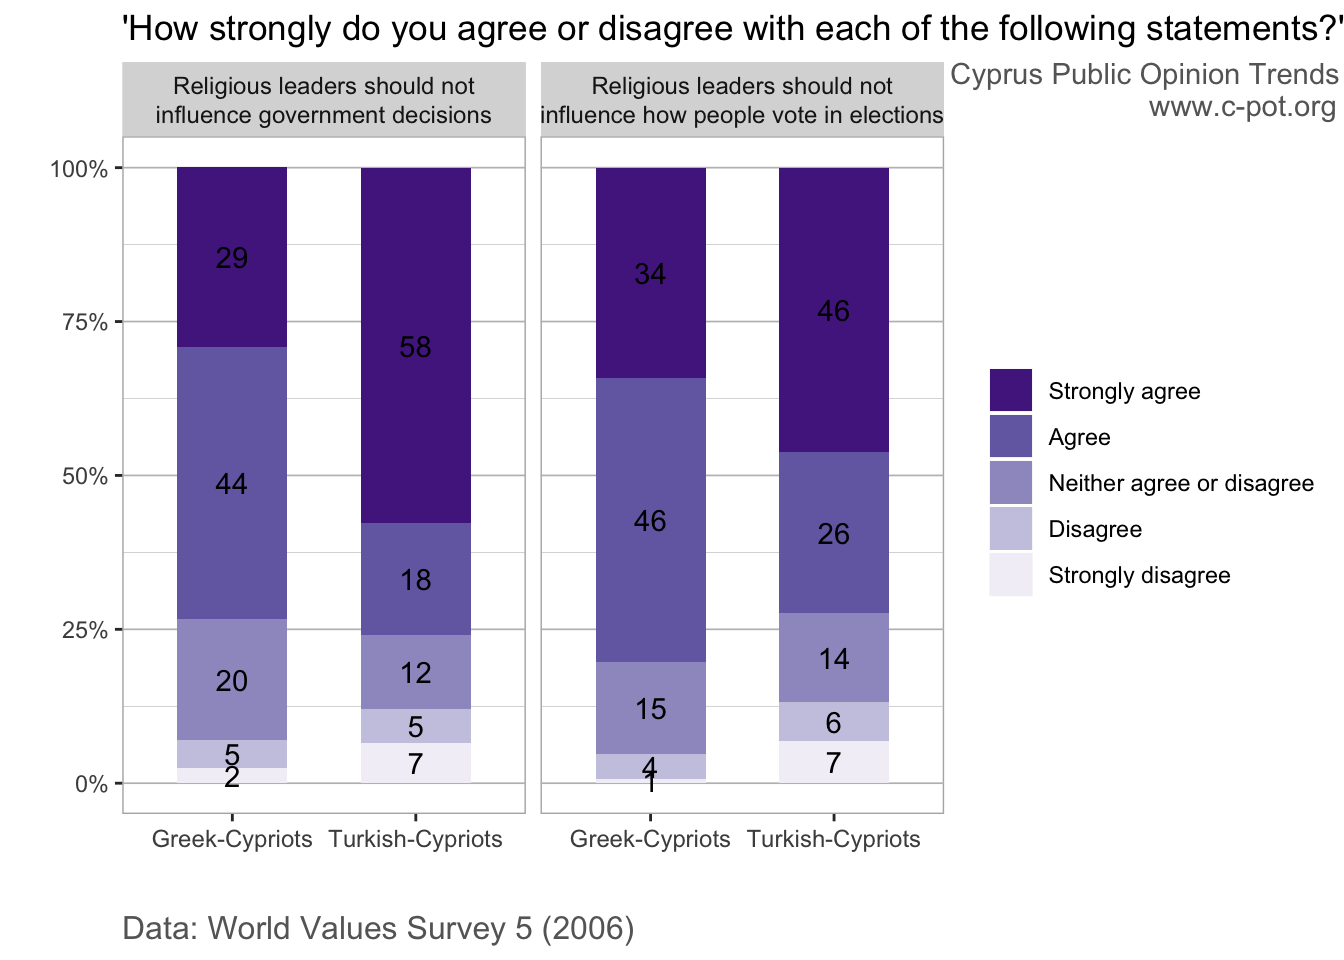 'How strongly do you agree or disagree with each of the following statements?'
Cyprus Public Opinion Trends
www.c-pot.org
Religious leaders should not
influence government decisions
Religious leaders should not
influence how people vote in elections
100%
75%
50%
25%
0%
29
44
20
5
2
58
18
12
5
7
34
46
15
4
1
46
26
14
6
7
Greek-Cypriots
Turkish-Cypriots
Greek-Cypriots
Turkish-Cypriots
Strongly agree
Agree
Neither agree or disagree
Disagree
Strongly disagree
Data: World Values Survey 5 (2006)